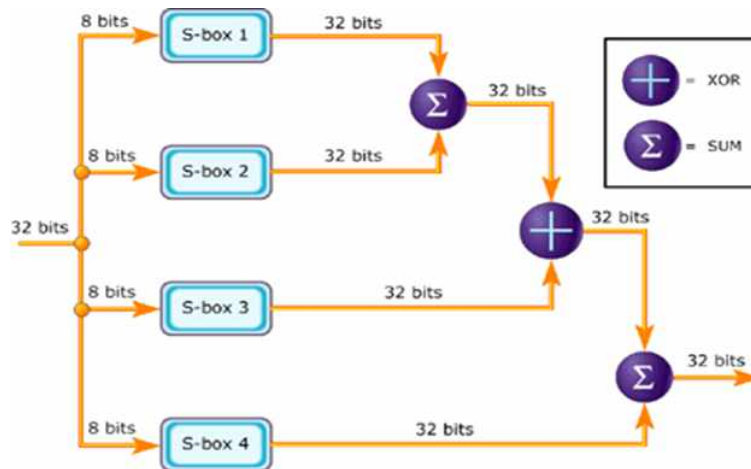 8 bits
S-box 1
32 bits
Σ
32 bits
= XOR
Σ = SUM
8 bits
S-box 2
32 bits
32 bits
32 bits
8 bits
S-box 3
32 bits
Σ
32 bits
8 bits
S-box 4
32 bits